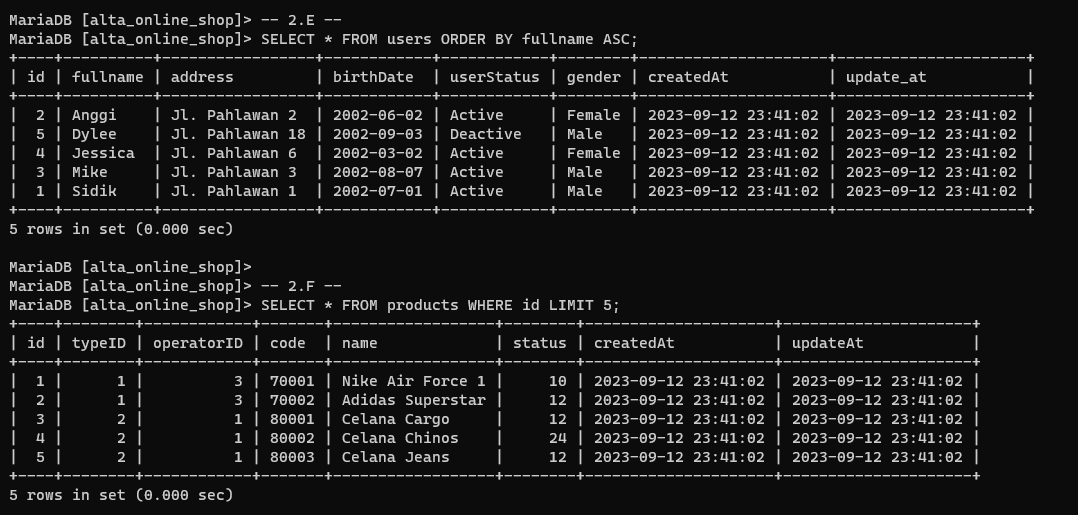 MariaDB [alta_online_shop]> -- 2.E --
MariaDB [alta_online_shop]> SELECT * FROM users ORDER BY fullname ASC;
+----+----------+-----------------+------------+------------+--------+---------------------+---------------------+
| id | fullname | address         | birthDate  | userStatus | gender | createdAt           | update_at           |
+----+----------+-----------------+------------+------------+--------+---------------------+---------------------+
|  2 | Anggi    | Jl. Pahlawan 2  | 2002-06-02 | Active     | Female | 2023-09-12 23:41:02 | 2023-09-12 23:41:02 |
|  5 | Dylee    | Jl. Pahlawan 18 | 2002-09-03 | Deactive   | Male   | 2023-09-12 23:41:02 | 2023-09-12 23:41:02 |
|  4 | Jessica  | Jl. Pahlawan 6  | 2002-03-02 | Active     | Female | 2023-09-12 23:41:02 | 2023-09-12 23:41:02 |
|  3 | Mike     | Jl. Pahlawan 3  | 2002-08-07 | Active     | Male   | 2023-09-12 23:41:02 | 2023-09-12 23:41:02 |
|  1 | Sidik    | Jl. Pahlawan 1  | 2002-07-01 | Active     | Male   | 2023-09-12 23:41:02 | 2023-09-12 23:41:02 |
+----+----------+-----------------+------------+------------+--------+---------------------+---------------------+
5 rows in set (0.000 sec)

MariaDB [alta_online_shop]>
MariaDB [alta_online_shop]> -- 2.F --
MariaDB [alta_online_shop]> SELECT * FROM products WHERE id LIMIT 5;
+----+--------+------------+-------+------------------+--------+---------------------+---------------------+
| id | typeID | operatorID | code  | name             | status | createdAt           | updateAt            |
+----+--------+------------+-------+------------------+--------+---------------------+---------------------+
|  1 |      1 |          3 | 70001 | Nike Air Force 1 |     10 | 2023-09-12 23:41:02 | 2023-09-12 23:41:02 |
|  2 |      1 |          3 | 70002 | Adidas Superstar |     12 | 2023-09-12 23:41:02 | 2023-09-12 23:41:02 |
|  3 |      2 |          1 | 80001 | Celana Cargo     |     12 | 2023-09-12 23:41:02 | 2023-09-12 23:41:02 |
|  4 |      2 |          1 | 80002 | Celana Chinos    |     24 | 2023-09-12 23:41:02 | 2023-09-12 23:41:02 |
|  5 |      2 |          1 | 80003 | Celana Jeans     |     12 | 2023-09-12 23:41:02 | 2023-09-12 23:41:02 |
+----+--------+------------+-------+------------------+--------+---------------------+---------------------+
5 rows in set (0.000 sec)